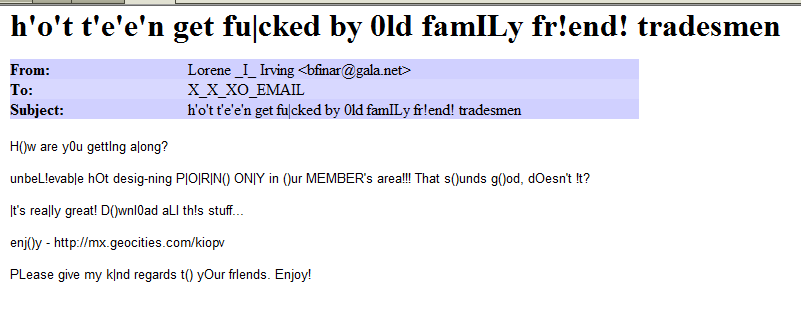 h'o't t'e'e'n get fu|cked by 0ld famILy fr!end! tradesmen
From: Lorene _I_ Irving <bfinar@gala.net>
To: X_X_XO_EMAIL
Subject: h'o't t'e'e'n get fu|cked by 0ld famILy fr!end! tradesmen
H()w are y0u gettIng a|ong?
unbeL!evab|e hOt desig-ning P|O|R|N() ON|Y in ()ur MEMBER's area!!! That s()unds g()od, dOesn't !t?
|t's rea|ly great! D()wnl0ad aLl th!s stuff...
enj()y - http://mx.geocities.com/kiopv
PLease give my k|nd regards t() yOur frIends. Enjoy!